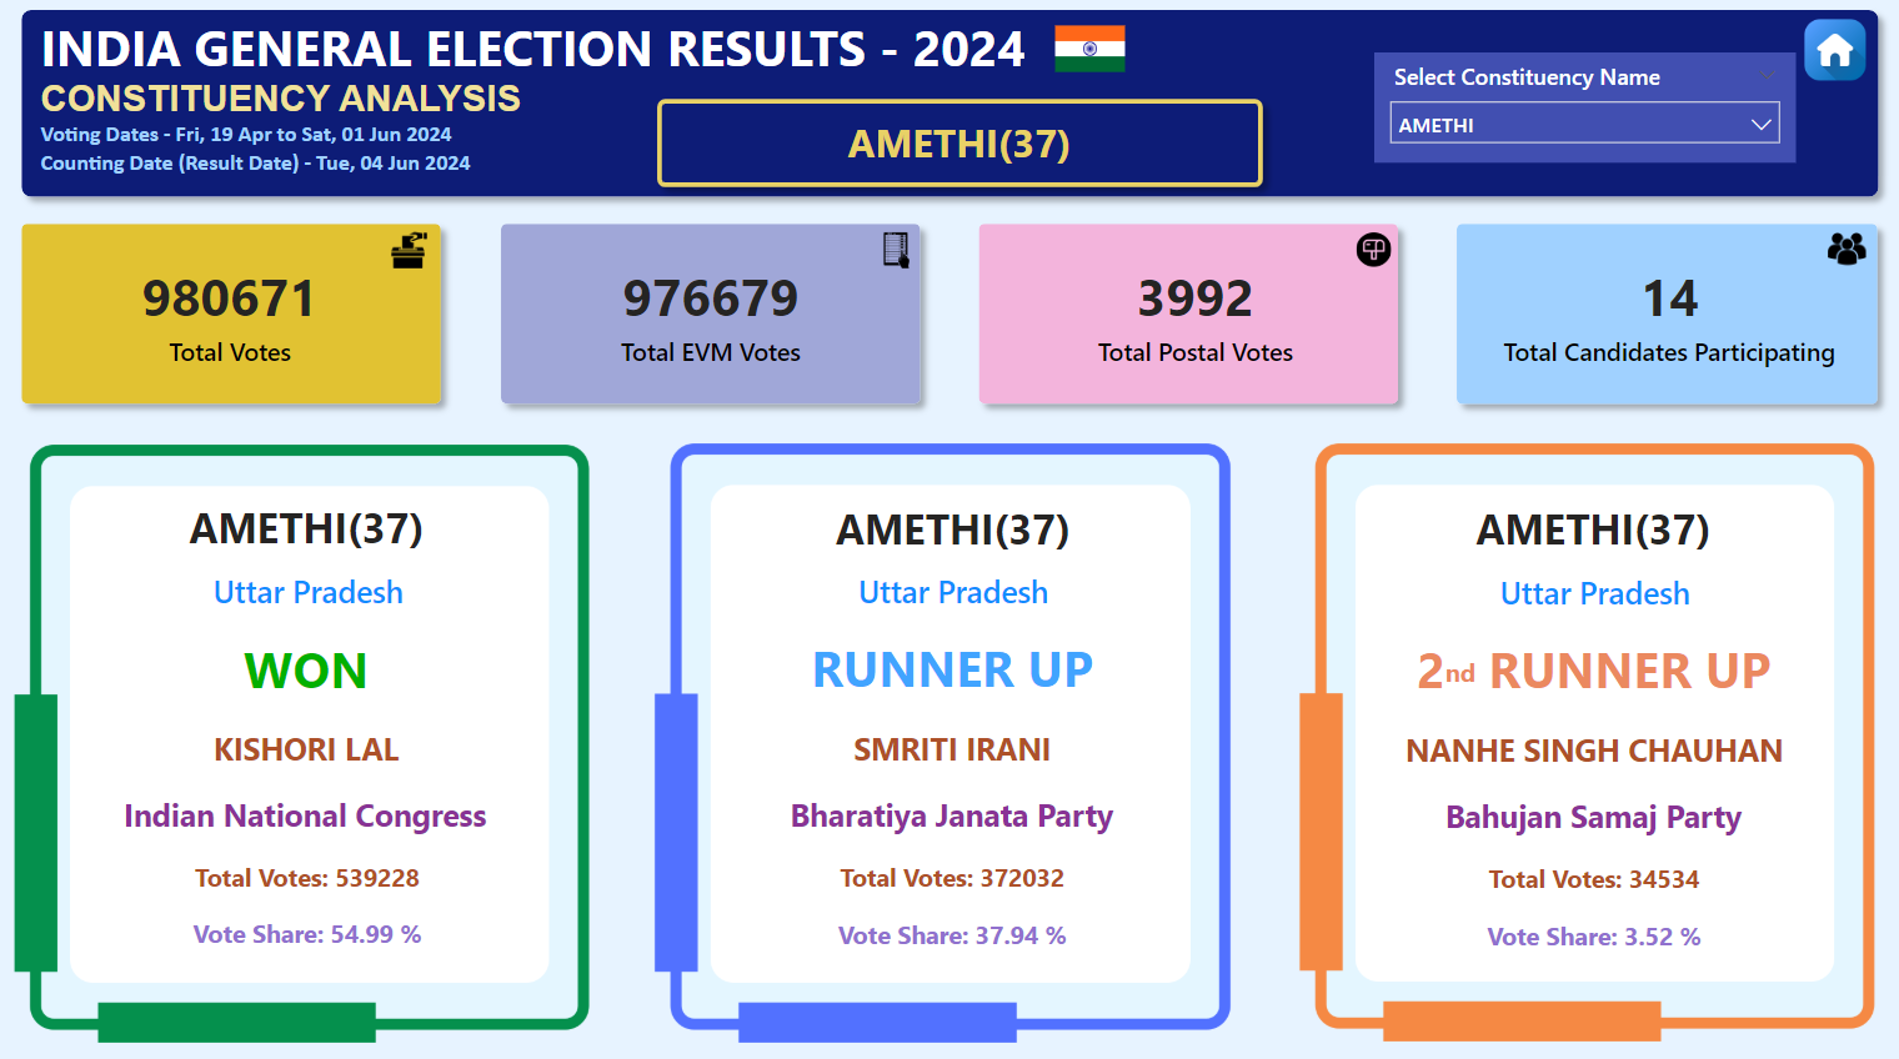 INDIA GENERAL ELECTION RESULTS - 2024
CONSTITUENCY ANALYSIS
Voting Dates - Fri, 19 Apr to Sat, 01 Jun 2024
Counting Date (Result Date) - Tue, 04 Jun 2024
AMETHI(37)
Select Constituency Name
AMETHI
980671
Total Votes
976679
Total EVM Votes
3992
Total Postal Votes
14
Total Candidates Participating
AMETHI(37)
Uttar Pradesh
WON
KISHORI LAL
Indian National Congress
Total Votes: 539228
Vote Share: 54.99 %
AMETHI(37)
Uttar Pradesh
RUNNER UP
SMRITI IRANI
Bharatiya Janata Party
Total Votes: 372032
Vote Share: 37.94 %
AMETHI(37)
Uttar Pradesh
2nd RUNNER UP
NANHE SINGH CHAUHAN
Bahujan Samaj Party
Total Votes: 34534
Vote Share: 3.52 %